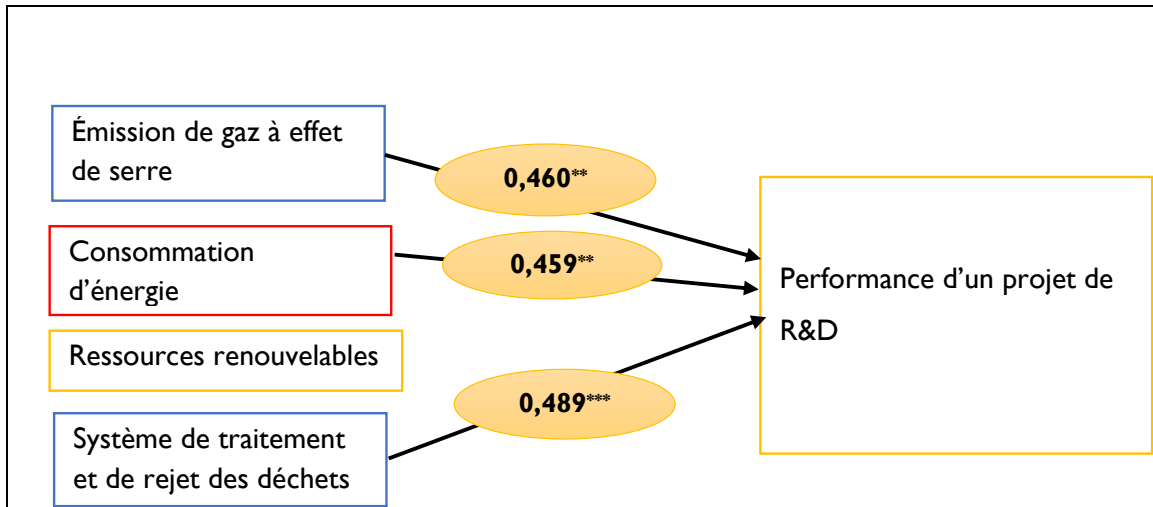 Émission de gaz à effet
de serre
0,460**
Consommation
d’énergie
0,459**
Performance d’un projet de
R&D
Ressources renouvelables
0,489***
Système de traitement
et de rejet des déchets